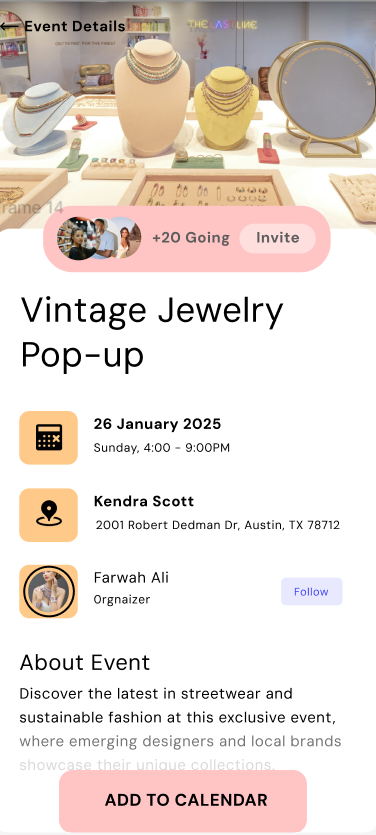 ← Event Details
THE LAST LINE
rame 14
+20 Going
Invite
Vintage Jewelry
Pop-up
26 January 2025
Sunday, 4:00 - 9:00PM
Kendra Scott
2001 Robert Dedman Dr, Austin, TX 78712
Farwah Ali
0rgnaizer
Follow
About Event
Discover the latest in streetwear and
sustainable fashion at this exclusive event,
where emerging designers and local brands
showcase their unique collections.
ADD TO CALENDAR